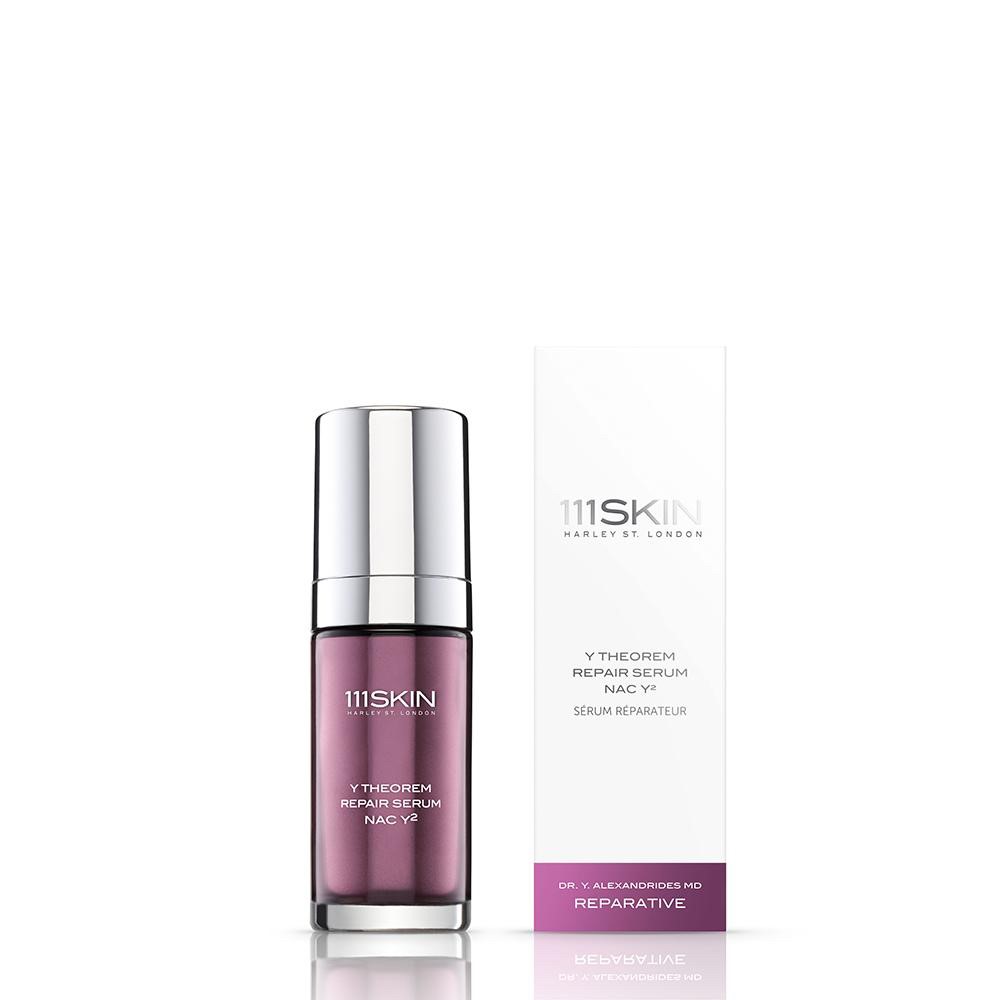 111SKIN
HARLEY ST. LONDON
Y THEOREM
REPAIR SERUM
NAC Y²
111SKIN
HARLEY ST. LONDON
Y THEOREM
REPAIR SERUM
NAC Y²
SÉRUM RÉPARATEUR
DR. Y. ALEXANDRIDES MD
REPARATIVE